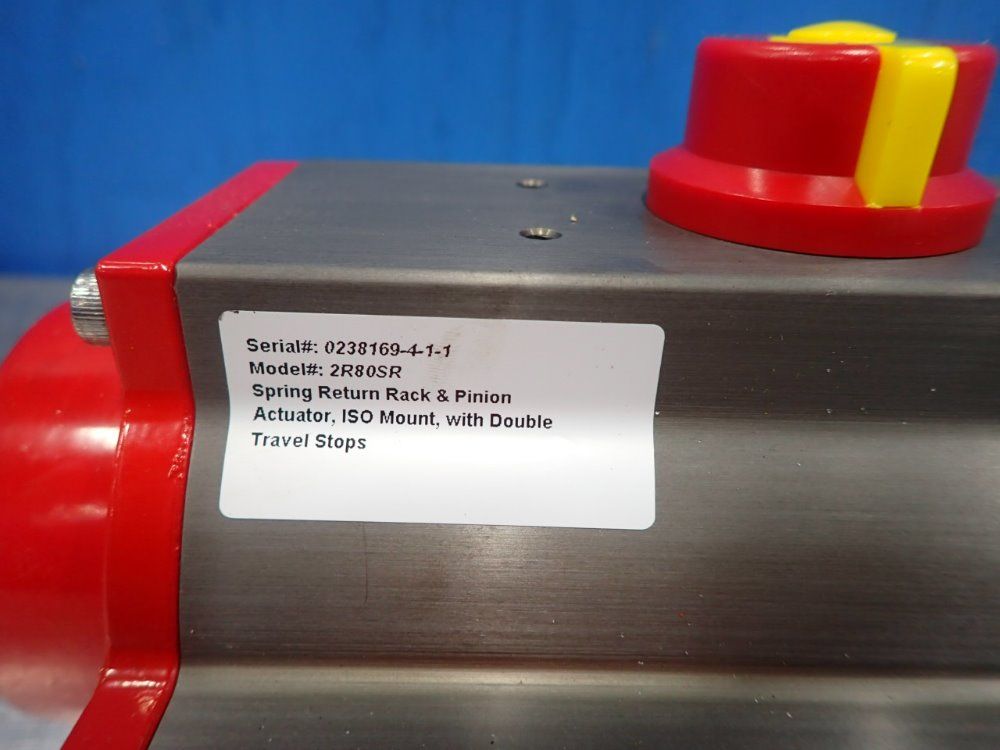 Serial#: 0238169-4-1-1
Model#: 2R80SR
Spring Return Rack & Pinion
Actuator, ISO Mount, with Double
Travel Stops